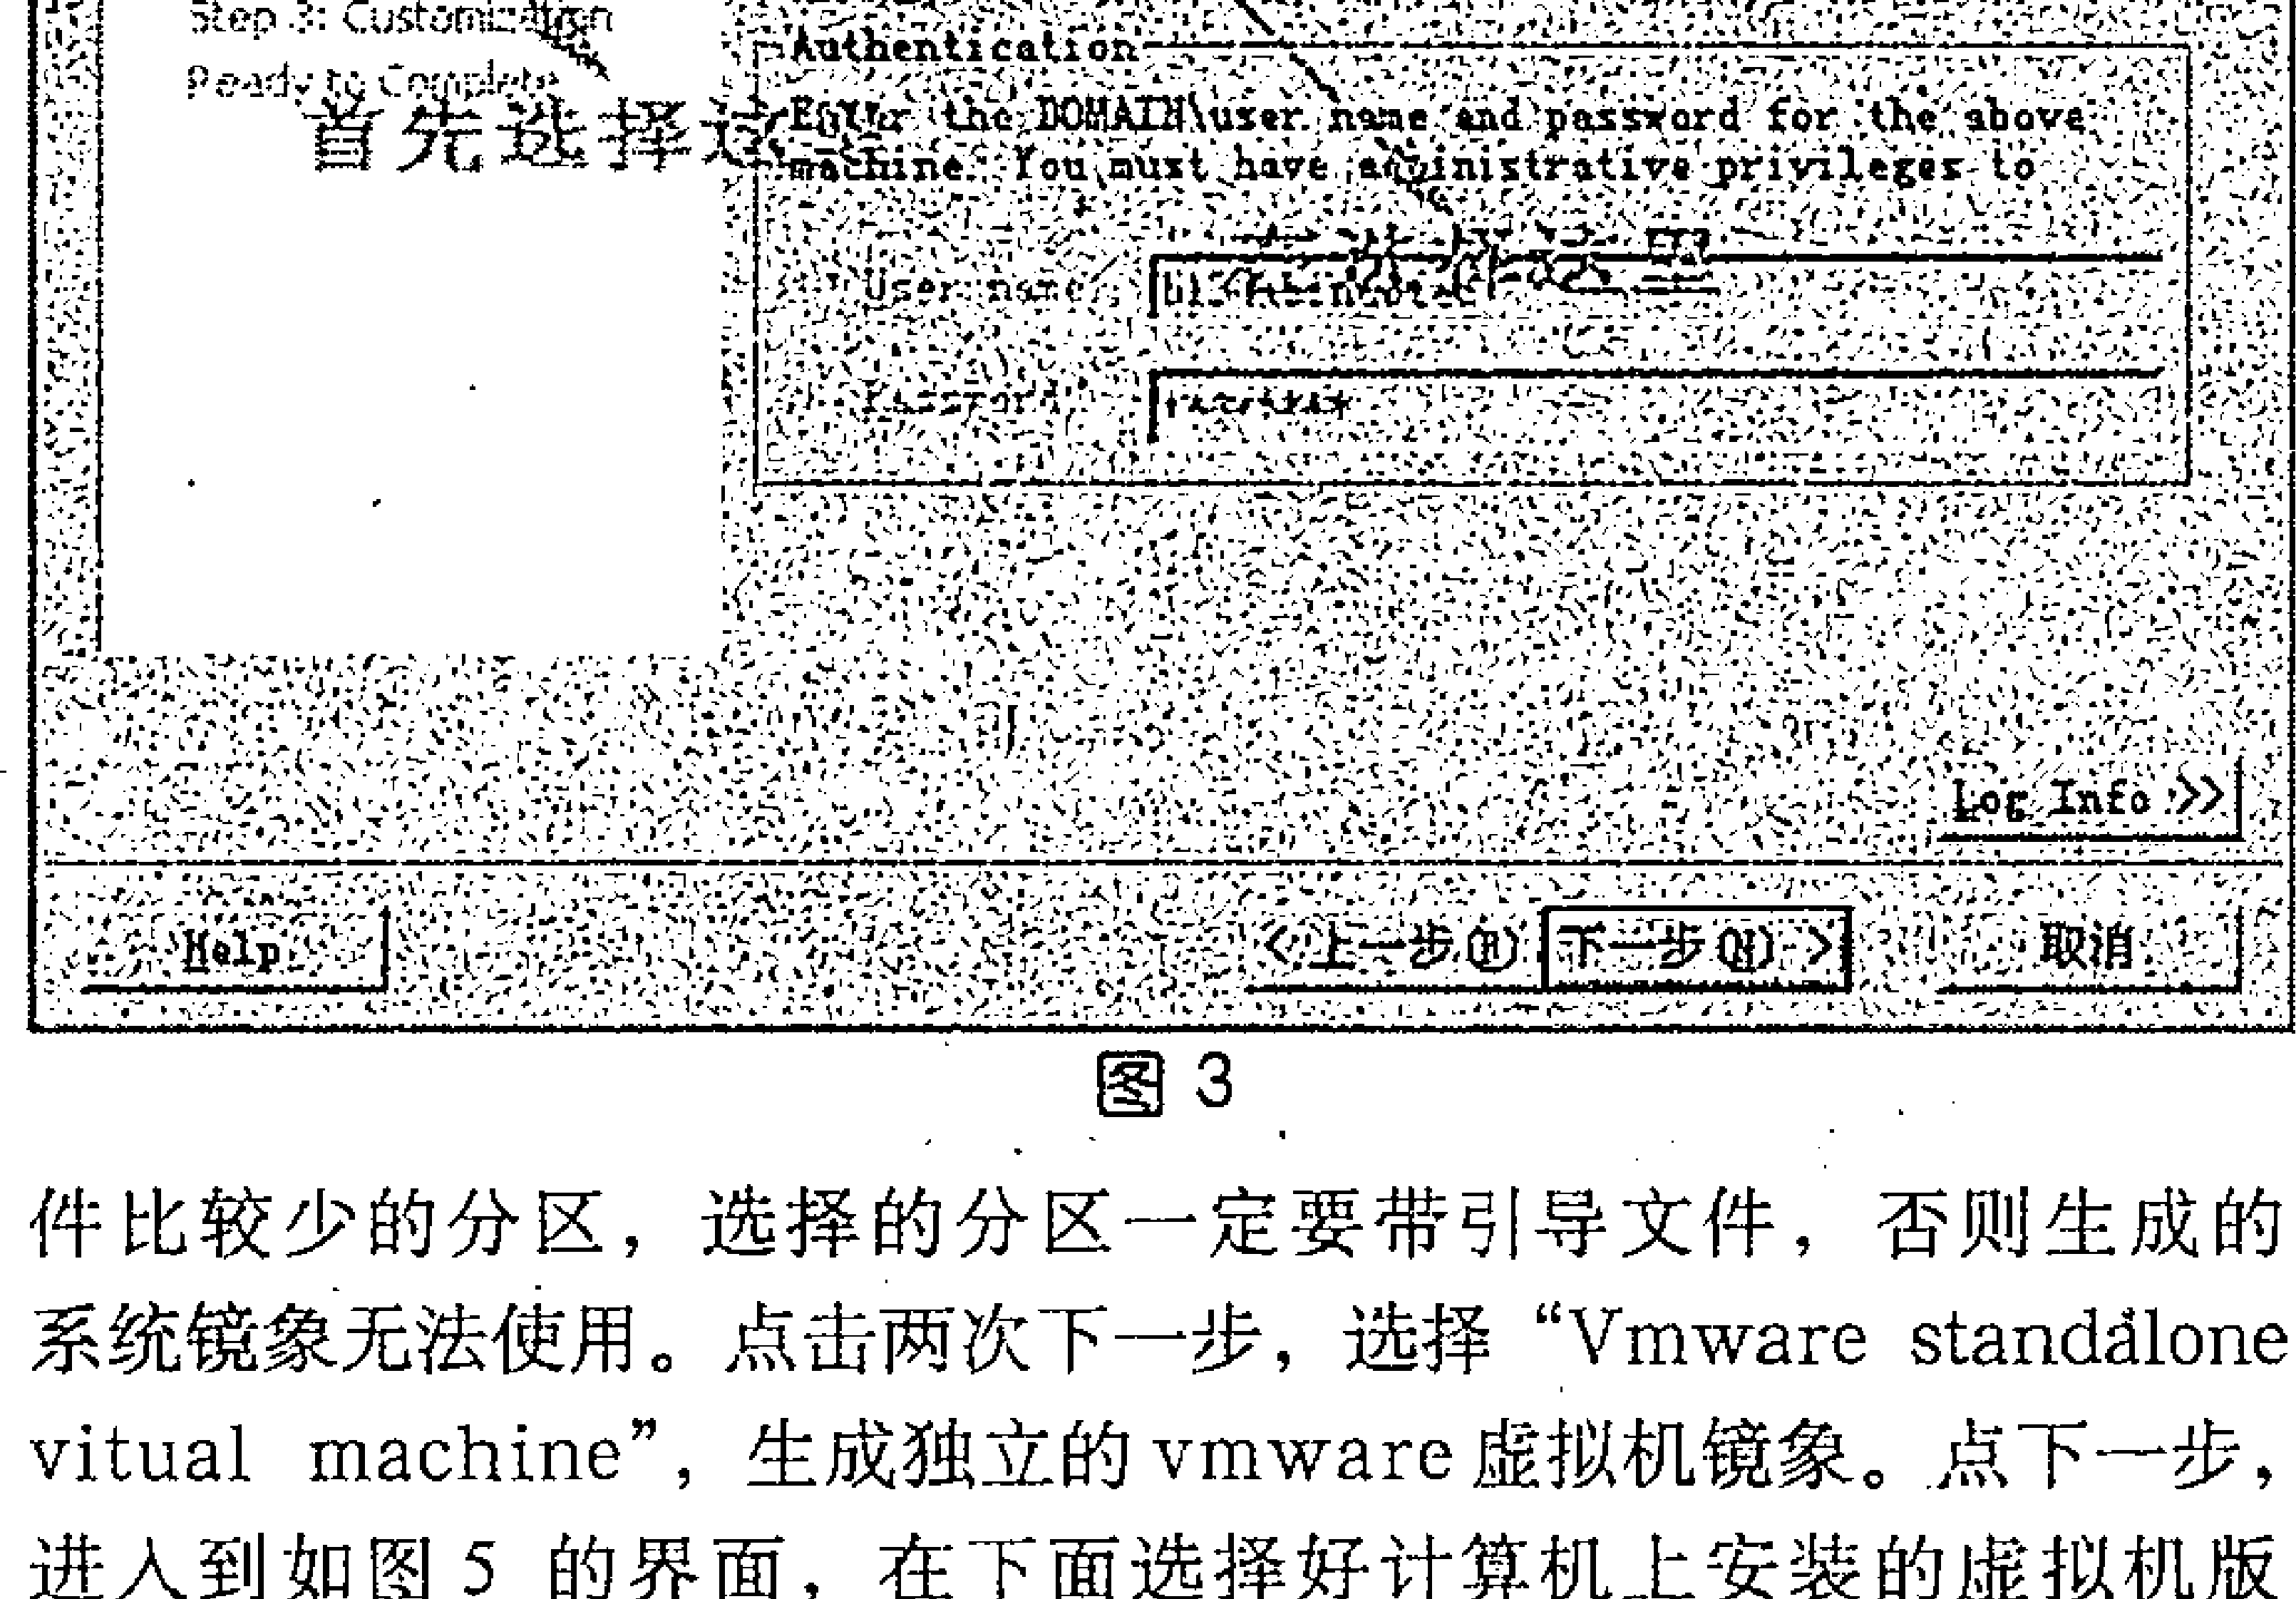 Step 3: Customization
Ready to Complete
首先选择这
Authentication
Enter the DOMAIN\user name and password for the above
machine. You must have administrative privileges to
User name
Password
Log Info >>
Help
<上一步(B) 下一步(N) > 取消
图 3
件比较少的分区，选择的分区一定要带引导文件，否则生成的
系统镜象无法使用。点击两次下一步，选择“Vmware standalone
vitual machine”，生成独立的vmware虚拟机镜象。点下一步，
进入到如图 5 的界面，在下面选择好计算机上安装的虚拟机版